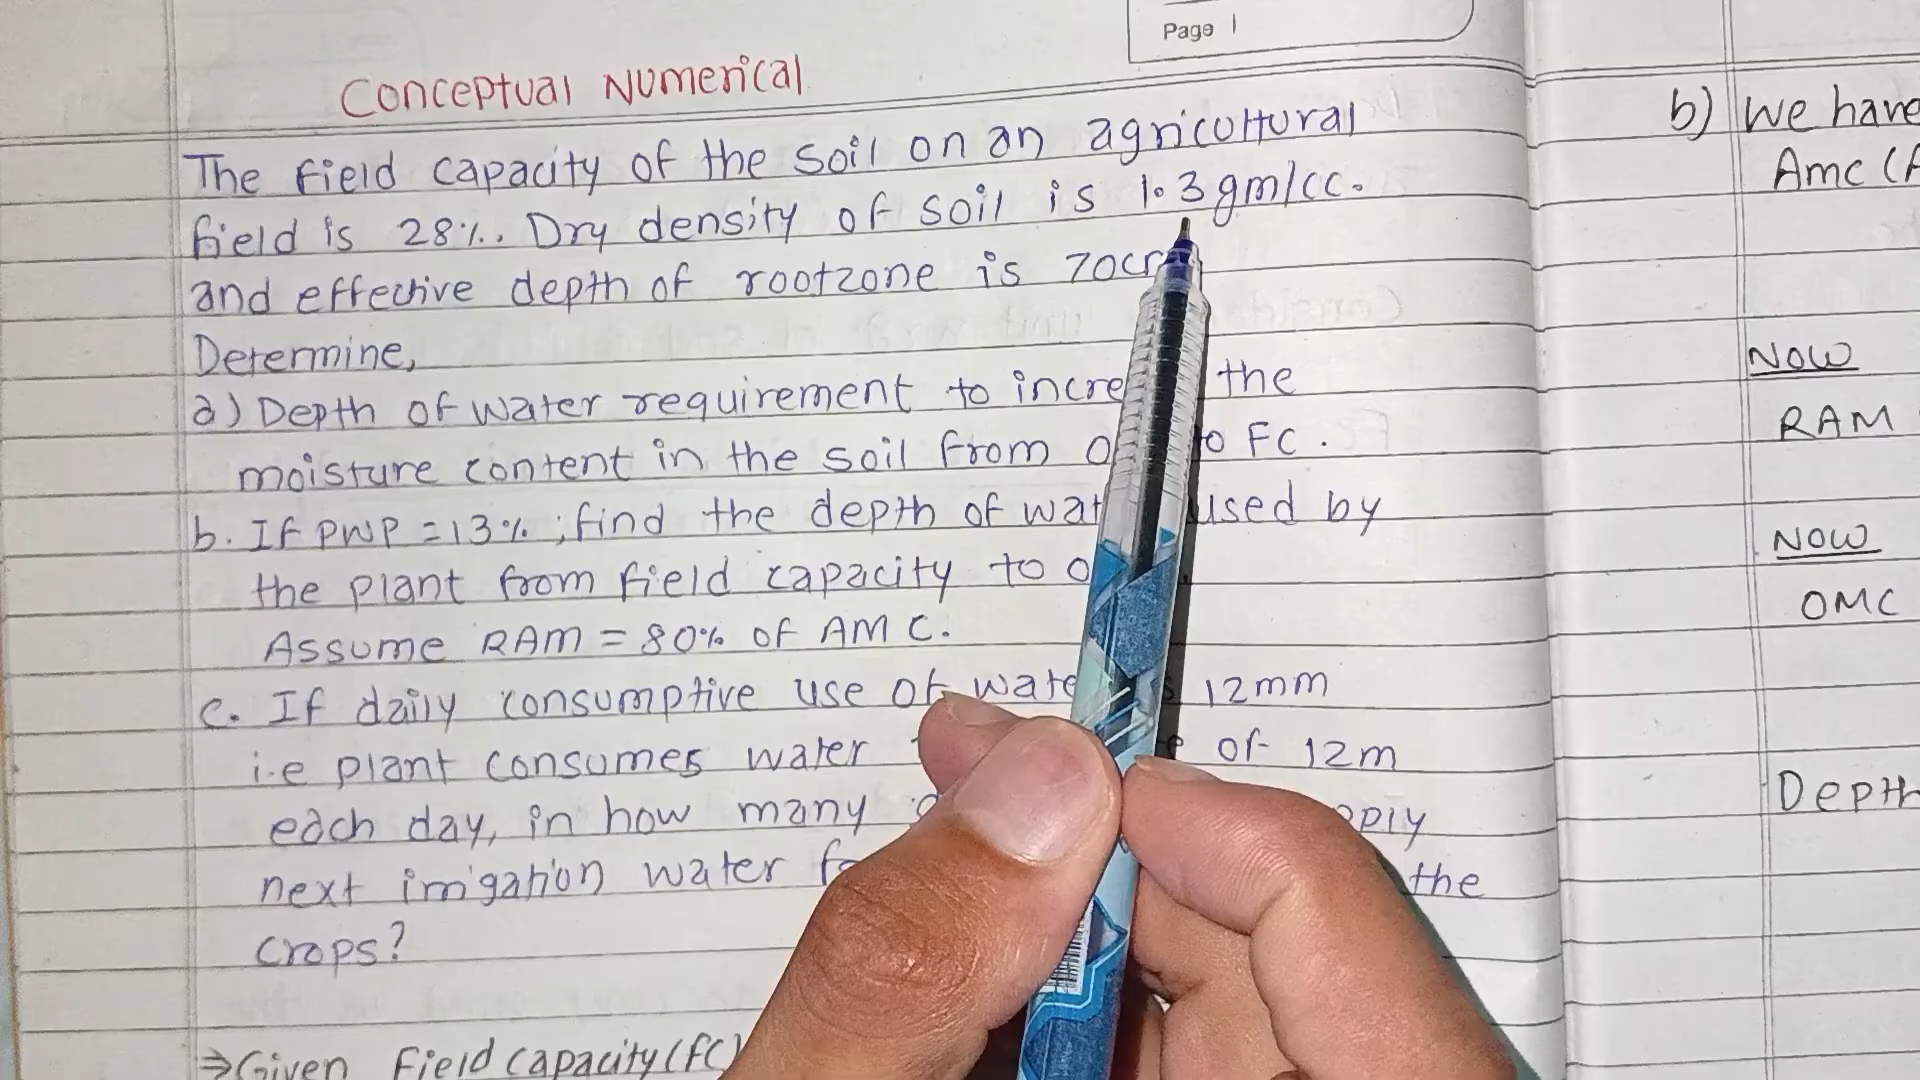 Page 1
Conceptual Numerical
The field capacity of the soil on an agricultural
field is 28%. Dry density of soil is 1.3 gm/cc.
and effective depth of rootzone is 70cm
Determine,
a) Depth of water requirement to the
moisture content in the soil from to FC.
b. If PWP = 13% ; find the depth of used by
the plant from field capacity to
Assume RAM = 80% of AMC.
c. If daily consumptive use of 12mm
i.e plant consumes water of 12m
each day, in how many
next irrigation water the
crops?
⇒ Given Field capacity (FC)
b) We have
Amc (
Now
RAM
Now
OMC
Depth